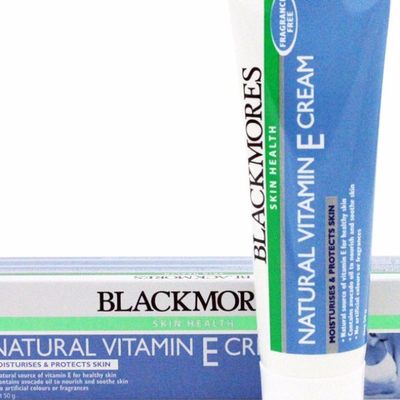 FRAGRANCE
FREE
BLACKMORES
SKIN HEALTH
NATURAL VITAMIN E CREAM
MOISTURISES & PROTECTS SKIN
• Natural source of vitamin E for healthy skin
• Contains avocado oil to nourish and soothe skin
• No artificial colours or fragrances
BLACKMORES
BLACKMORES
SKIN HEALTH
NATURAL VITAMIN E CRE
MOISTURISES & PROTECTS SKIN
Natural source of vitamin E for healthy skin
Contains avocado oil to nourish and soothe skin
No artificial colours or fragrances
50 g